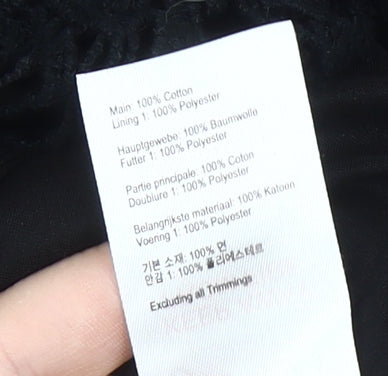 Main: 100% Cotton
Lining 1: 100% Polyester
Hauptgewebe: 100% Baumwolle
Futter 1: 100% Polyester
Partie principale: 100% Coton
Doublure 1: 100% Polyester
Belangrijkste materiaal: 100% Katoen
Voering 1: 100% Polyester
기본 소재: 100% 면
안감 1: 100% 폴리에스테르
Excluding all Trimmings